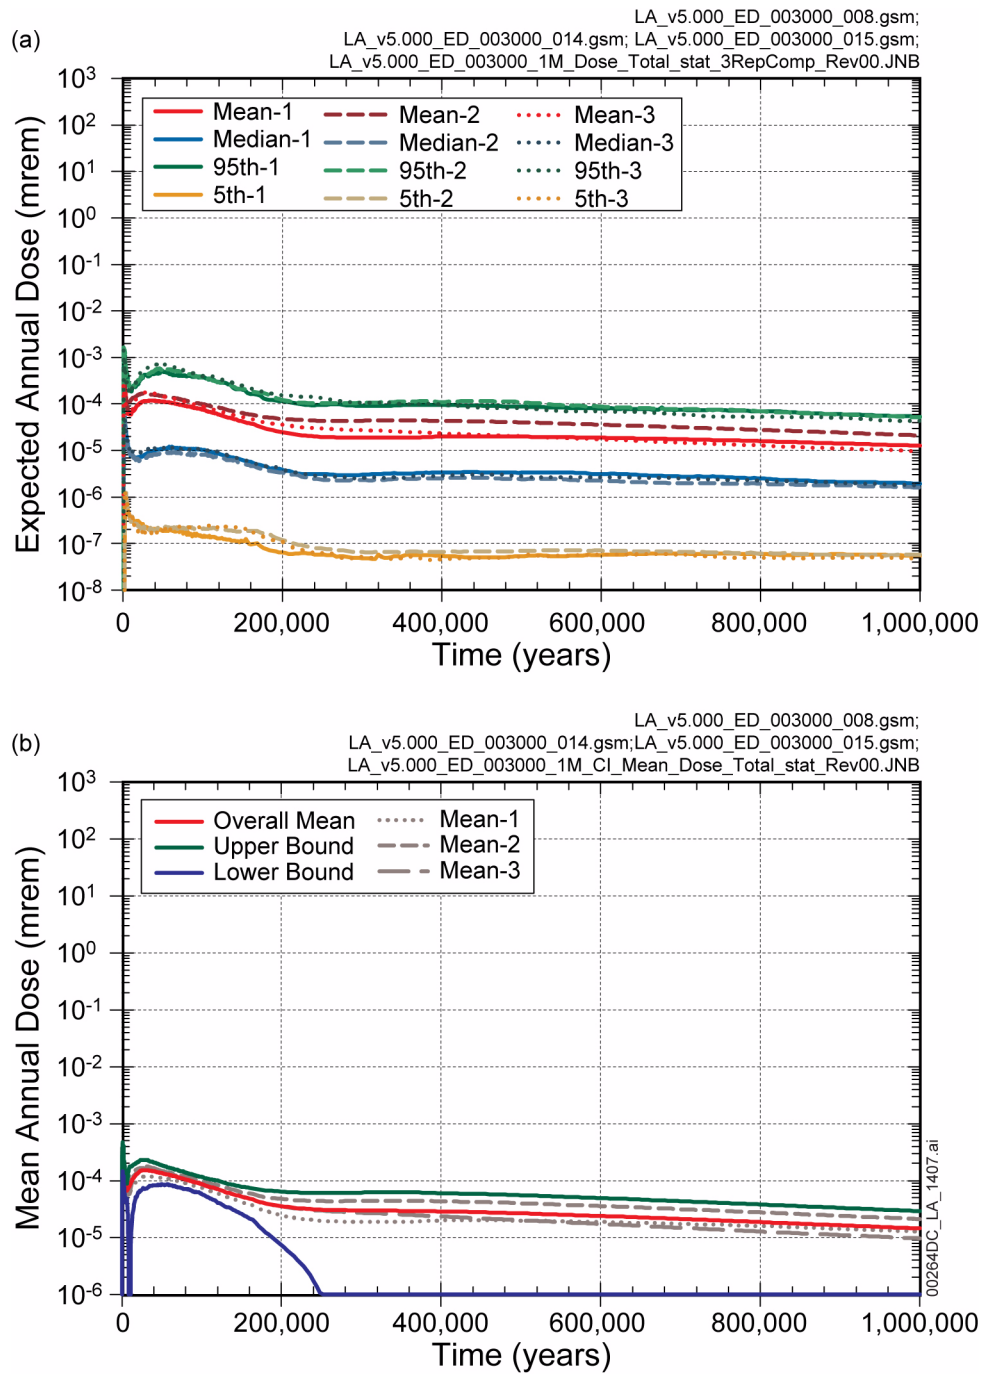 (a)
LA_v5.000_ED_003000_008.gsm;
LA_v5.000_ED_003000_014.gsm; LA_v5.000_ED_003000_015.gsm;
LA_v5.000_ED_003000_1M_Dose_Total_stat_3RepComp_Rev00.JNB
Expected Annual Dose (mrem)
10^3
10^2
10^1
10^0
10^-1
10^-2
10^-3
10^-4
10^-5
10^-6
10^-7
10^-8
Mean-1 Mean-2 Mean-3
Median-1 Median-2 Median-3
95th-1 95th-2 95th-3
5th-1 5th-2 5th-3
0 200,000 400,000 600,000 800,000 1,000,000
Time (years)
(b)
LA_v5.000_ED_003000_008.gsm;
LA_v5.000_ED_003000_014.gsm;LA_v5.000_ED_003000_015.gsm;
LA_v5.000_ED_003000_1M_CI_Mean_Dose_Total_stat_Rev00.JNB
Mean Annual Dose (mrem)
10^3
10^2
10^1
10^0
10^-1
10^-2
10^-3
10^-4
10^-5
10^-6
Overall Mean Mean-1
Upper Bound Mean-2
Lower Bound Mean-3
0 200,000 400,000 600,000 800,000 1,000,000
Time (years)
00264DC_LA_1407.ai